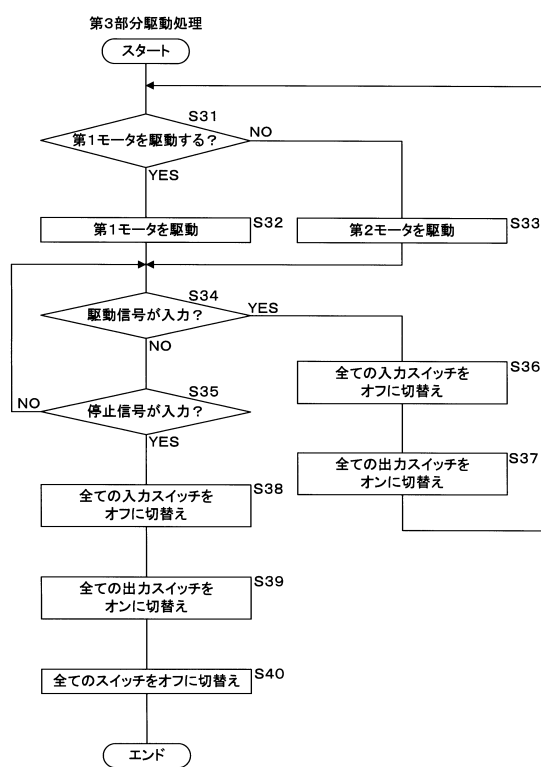 第3部分駆動処理
スタート
S31
第1モータを駆動する?
NO
YES
S32
第1モータを駆動
S33
第2モータを駆動
S34
駆動信号が入力?
YES
NO
S35
停止信号が入力?
NO
YES
S36
全ての入力スイッチを
オフに切替え
S37
全ての出力スイッチを
オンに切替え
S38
全ての入力スイッチを
オフに切替え
S39
全ての出力スイッチを
オンに切替え
S40
全てのスイッチをオフに切替え
エンド